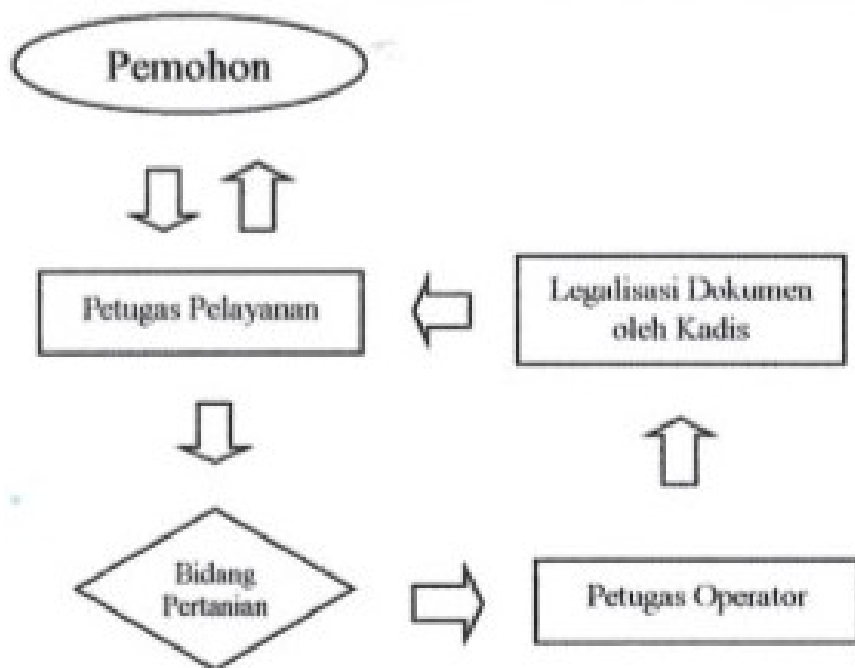 Pemohon
Petugas Pelayanan
Legalisasi Dokumen
oleh Kadis
Bidang
Pertanian
Petugas Operator